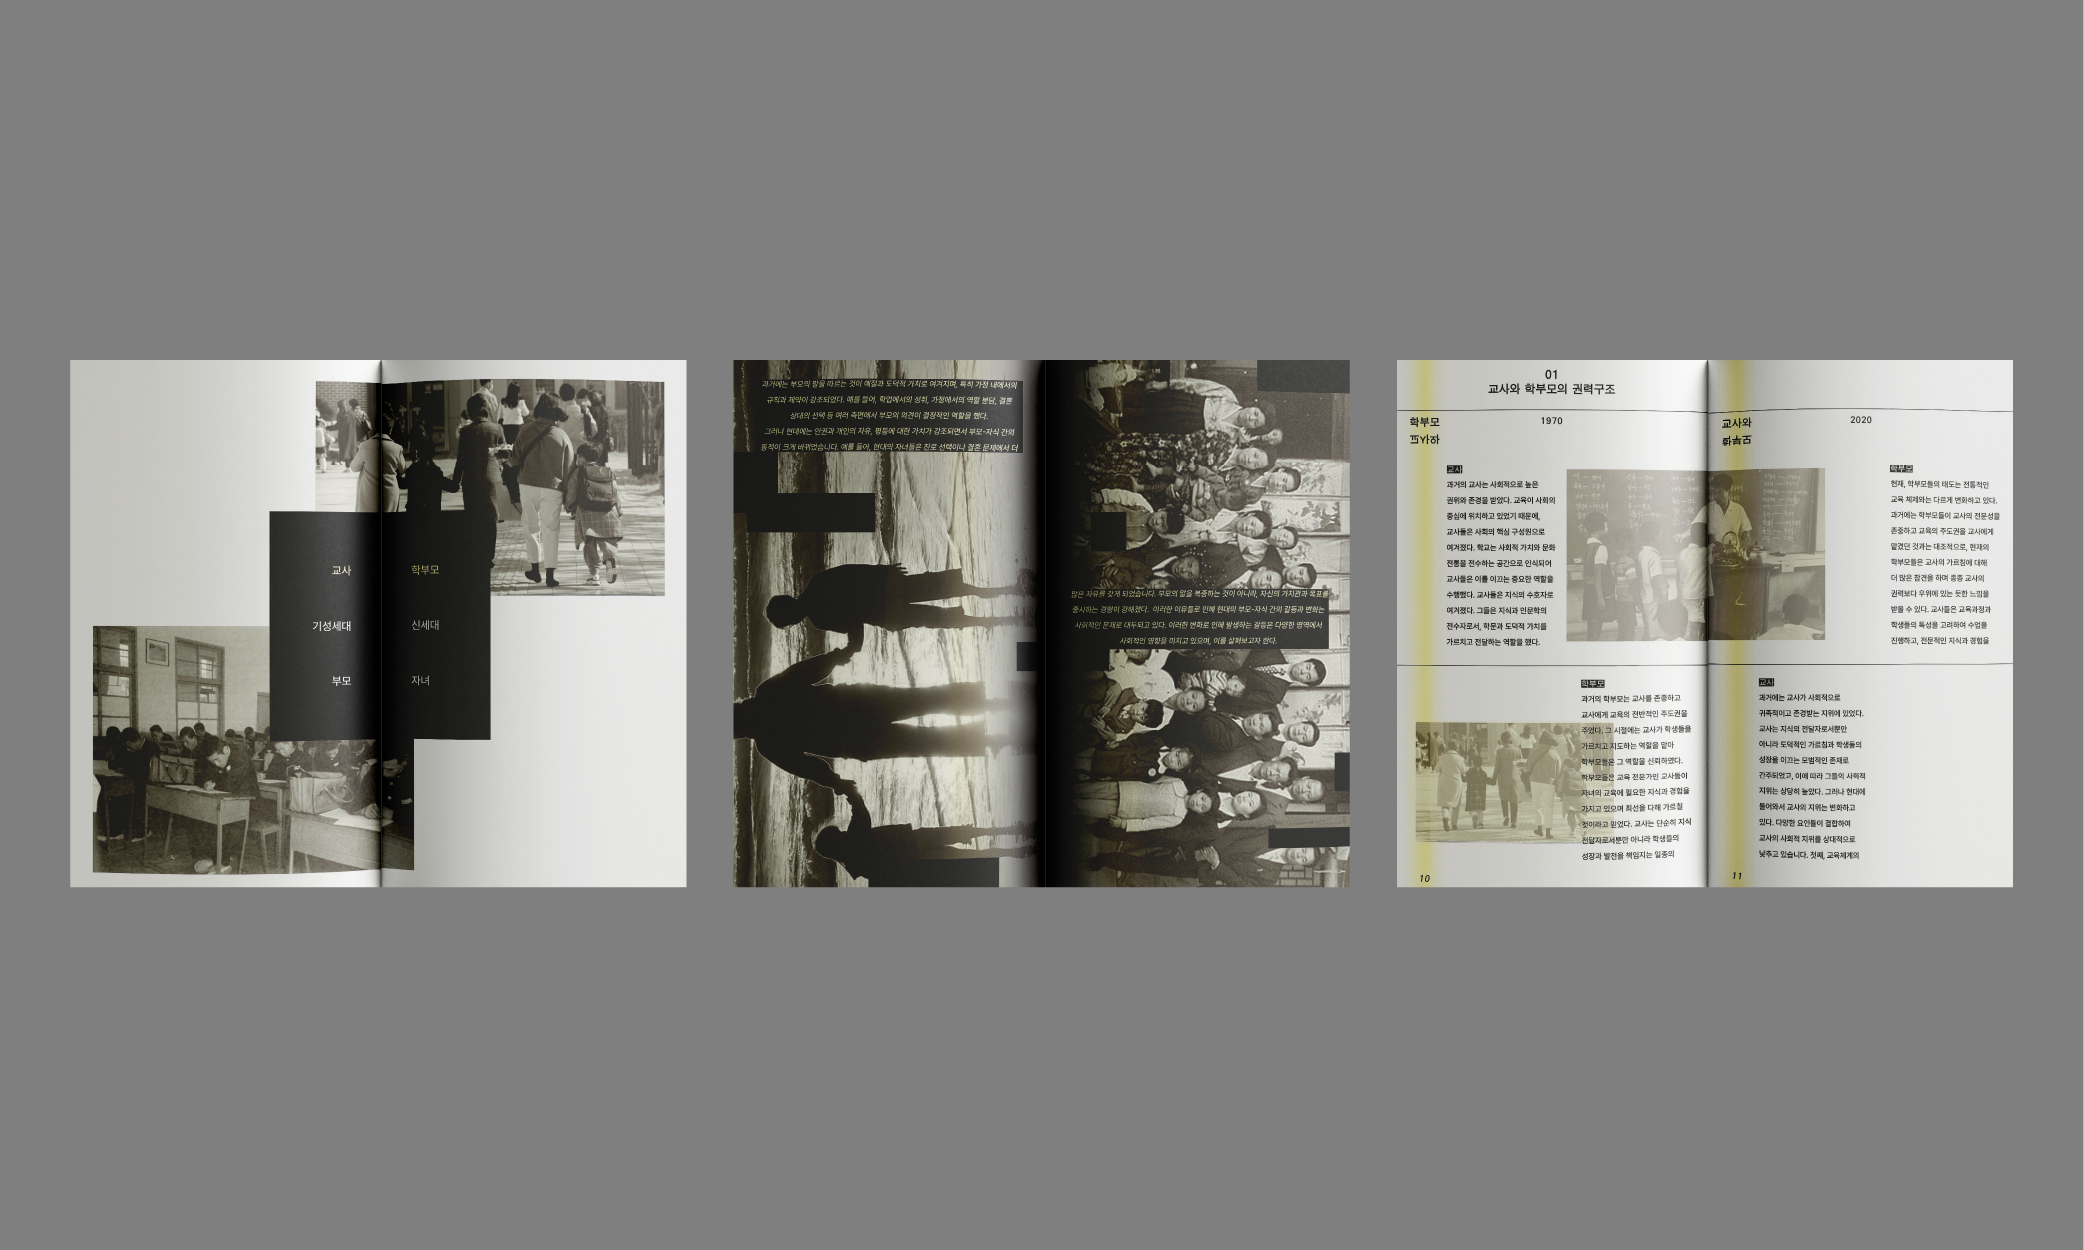 교사
학부모
기성세대
신세대
부모
자녀
과거에는 부모의 말을 따르는 것이 예절과 도덕적 가치로 여겨지며, 특히 가정 내에서의
규칙과 제약이 강조되었다. 예를 들어, 학업에서의 성취, 가정에서의 역할 분담, 결혼
상대의 선택 등 여러 측면에서 부모의 의견이 결정적인 역할을 했다.
그러나 현대에는 인권과 개인의 자유, 평등에 대한 가치가 강조되면서 부모-자식 간의
동적이 크게 바뀌었습니다. 예를 들어, 현대의 자녀들은 진로 선택이나 결혼 문제에서 더
많은 자유를 갖게 되었습니다. 부모의 말을 복종하는 것이 아니라, 자신의 가치관과 목표를
중시하는 경향이 강해졌다. 이러한 이유들로 인해 현대의 부모-자식 간의 갈등과 변화는
사회적인 문제로 대두되고 있다. 이러한 변화로 인해 발생하는 갈등은 다양한 영역에서
사회적인 영향을 미치고 있으며, 이를 살펴보고자 한다.
01
교사와 학부모의 권력구조
학부모
교사와
1970
교사
과거의 교사는 사회적으로 높은
권위와 존경을 받았다. 교육이 사회의
중심에 위치하고 있었기 때문에,
교사들은 사회의 핵심 구성원으로
여겨졌다. 학교는 사회적 가치와 문화
전통을 전수하는 공간으로 인식되어
교사들은 이를 이끄는 중요한 역할을
수행했다. 교사들은 지식의 수호자로
여겨졌다. 그들은 지식과 인문학의
전수자로서, 학문과 도덕적 가치를
가르치고 전달하는 역할을 했다.
학부모
과거의 학부모는 교사를 존중하고
교사에게 교육의 전반적인 주도권을
주었다. 그 시절에는 교사가 학생들을
가르치고 지도하는 역할을 맡아
학부모들은 그 역할을 신뢰하였다.
학부모들은 교육 전문가인 교사들이
자녀의 교육에 필요한 지식과 경험을
가지고 있으며 최선을 다해 가르칠
것이라고 믿었다. 교사는 단순히 지식
전달자로서뿐만 아니라 학생들의
성장과 발전을 책임지는 일종의
10
교사와
학부모
2020
학부모
현재, 학부모들의 태도는 전통적인
교육 체제와는 다르게 변화하고 있다.
과거에는 학부모들이 교사의 전문성을
존중하고 교육의 주도권을 교사에게
맡겼던 것과는 대조적으로, 현재의
학부모들은 교사의 가르침에 대해
더 많은 참견을 하며 종종 교사의
권력보다 우위에 있는 듯한 느낌을
받을 수 있다. 교사들은 교육과정과
학생들의 특성을 고려하여 수업을
진행하고, 전문적인 지식과 경험을
교사
과거에는 교사가 사회적으로
귀족적이고 존경받는 지위에 있었다.
교사는 지식의 전달자로서뿐만
아니라 도덕적인 가르침과 학생들의
성장을 이끄는 모범적인 존재로
간주되었고, 이에 따라 그들의 사회적
지위는 상당히 높았다. 그러나 현대에
들어와서 교사의 지위는 변화하고
있다. 다양한 요인들이 결합하여
교사의 사회적 지위를 상대적으로
낮추고 있습니다. 첫째, 교육체계의
11